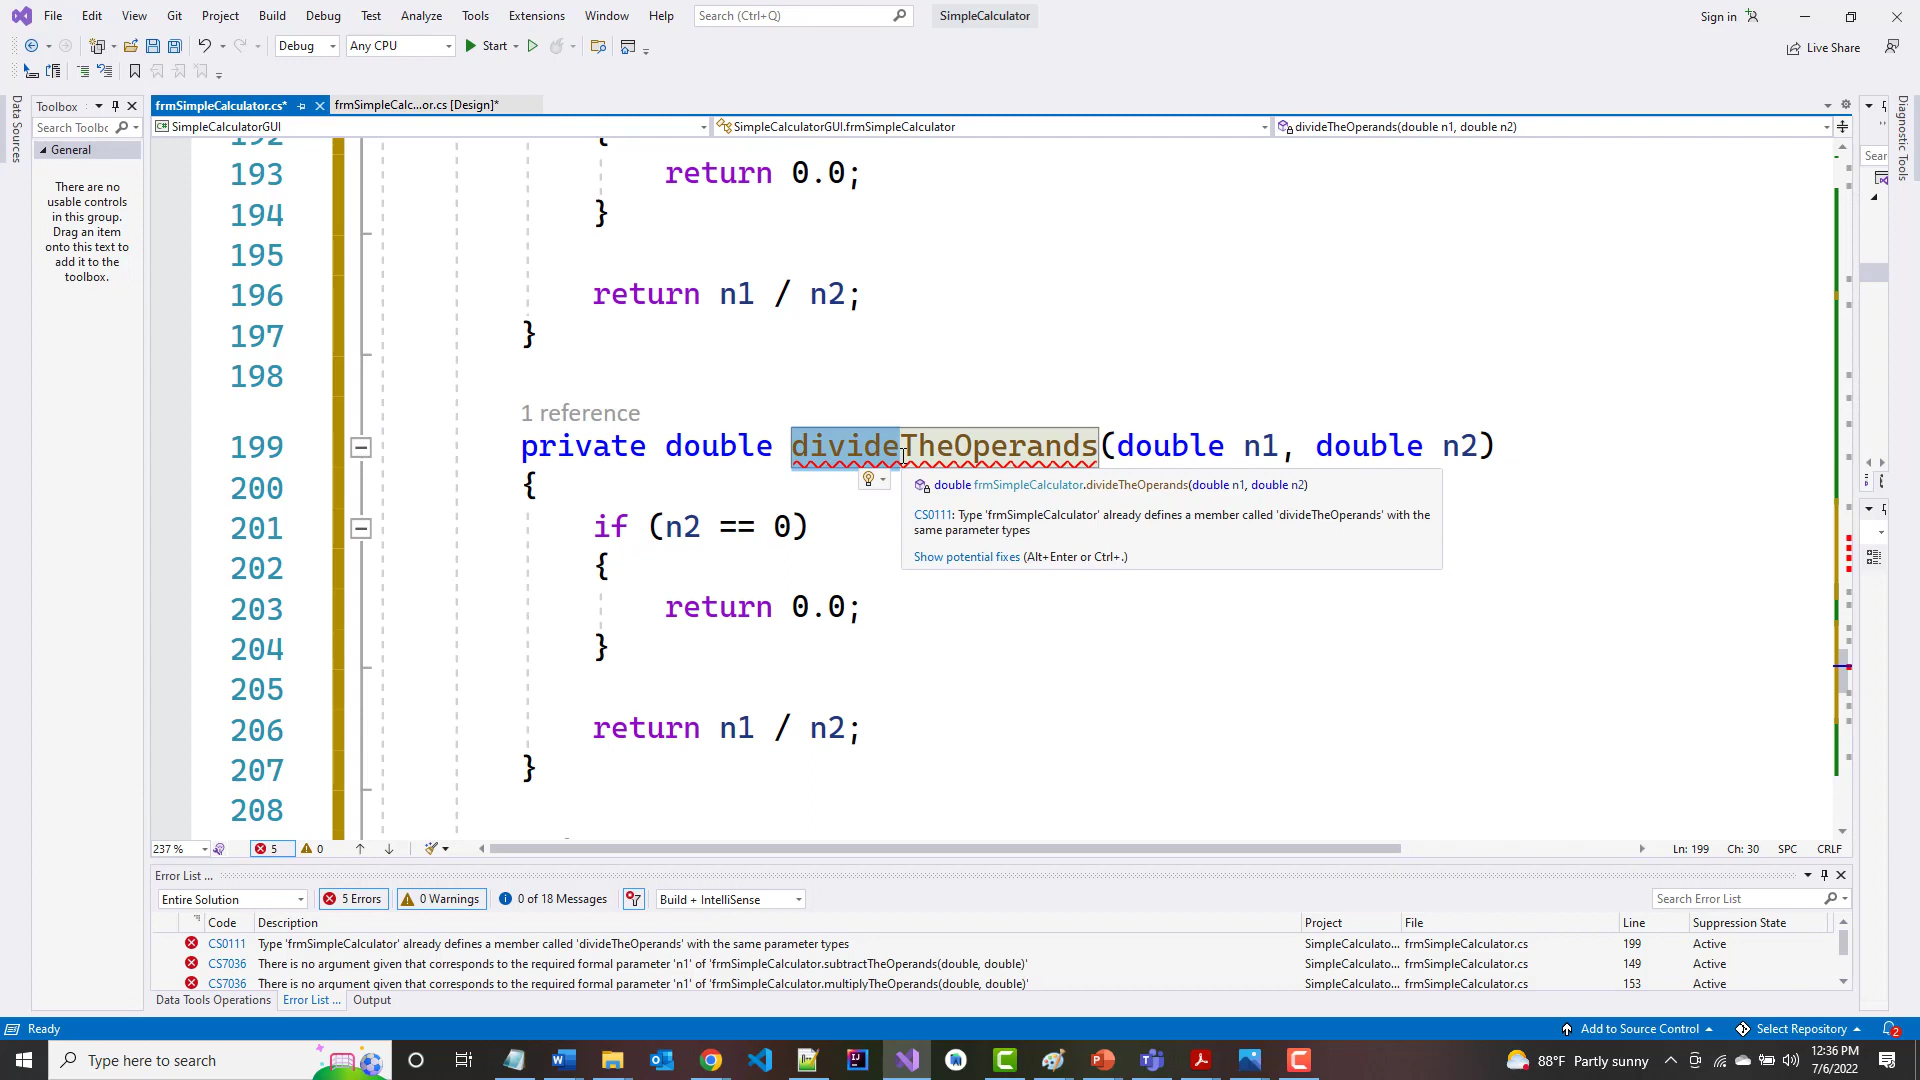 File Edit View Git Project Build Debug Test Analyze Tools Extensions Window Help Search (Ctrl+Q) SimpleCalculator Sign in
Debug Any CPU Start Live Share
Data Sources
Toolbox
Search Toolbc
General
There are no
usable controls
in this group.
Drag an item
onto this text to
add it to the
toolbox.
frmSimpleCalculator.cs* frmSimpleCalc...or.cs [Design]*
SimpleCalculatorGUI SimpleCalculatorGUI.frmSimpleCalculator divideTheOperands(double n1, double n2)
192 {
193 return 0.0;
194 }
195
196 return n1 / n2;
197 }
198
1 reference
199 private double divideTheOperands(double n1, double n2)
200 {
201 if (n2 == 0)
202 {
203 return 0.0;
204 }
205
206 return n1 / n2;
207 }
208
double frmSimpleCalculator.divideTheOperands(double n1, double n2)
CS0111: Type 'frmSimpleCalculator' already defines a member called 'divideTheOperands' with the
same parameter types
Show potential fixes (Alt+Enter or Ctrl+.)
Sear
Diagnostic Tools
237 % 5 0 Ln: 199 Ch: 30 SPC CRLF
Error List ...
Entire Solution 5 Errors 0 Warnings 0 of 18 Messages Build + IntelliSense Search Error List
Code Description Project File Line Suppression State
CS0111 Type 'frmSimpleCalculator' already defines a member called 'divideTheOperands' with the same parameter types SimpleCalculato... frmSimpleCalculator.cs 199 Active
CS7036 There is no argument given that corresponds to the required formal parameter 'n1' of 'frmSimpleCalculator.subtractTheOperands(double, double)' SimpleCalculato... frmSimpleCalculator.cs 149 Active
CS7036 There is no argument given that corresponds to the required formal parameter 'n1' of 'frmSimpleCalculator.multiplyTheOperands(double, double)' SimpleCalculato... frmSimpleCalculator.cs 153 Active
Data Tools Operations Error List ... Output
Ready Add to Source Control Select Repository 2
Type here to search 88°F Partly sunny 12:36 PM
7/6/2022